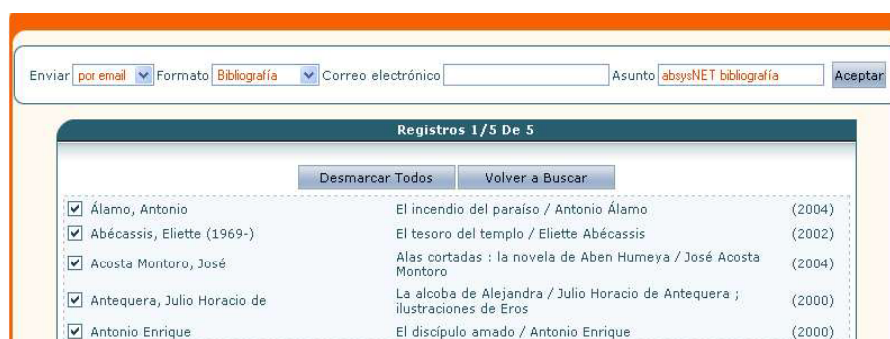 Enviar por email Formato Bibliografía Correo electrónico Asunto absysNET bibliografía Aceptar
Registros 1/5 De 5
Desmarcar Todos Volver a Buscar
Álamo, Antonio El incendio del paraíso / Antonio Álamo (2004)
Abécassis, Eliette (1969-) El tesoro del templo / Eliette Abécassis (2002)
Acosta Montoro, José Alas cortadas : la novela de Aben Humeya / José Acosta
Montoro (2004)
Antequera, Julio Horacio de La alcoba de Alejandra / Julio Horacio de Antequera ;
ilustraciones de Eros (2000)
Antonio Enrique El discípulo amado / Antonio Enrique (2000)